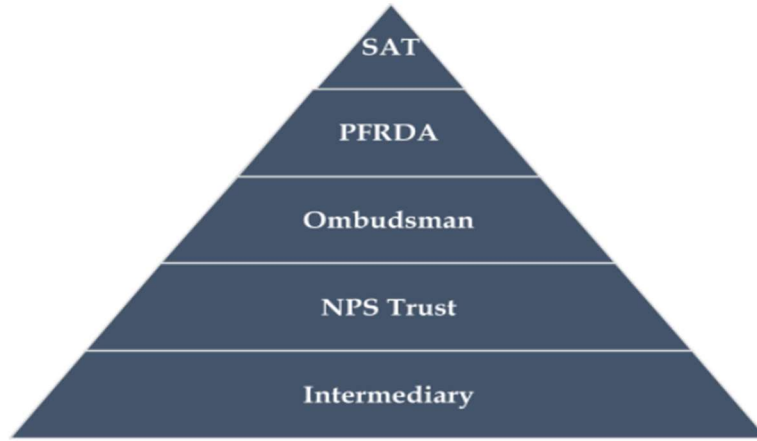 SAT
PFRDA
Ombudsman
NPS Trust
Intermediary